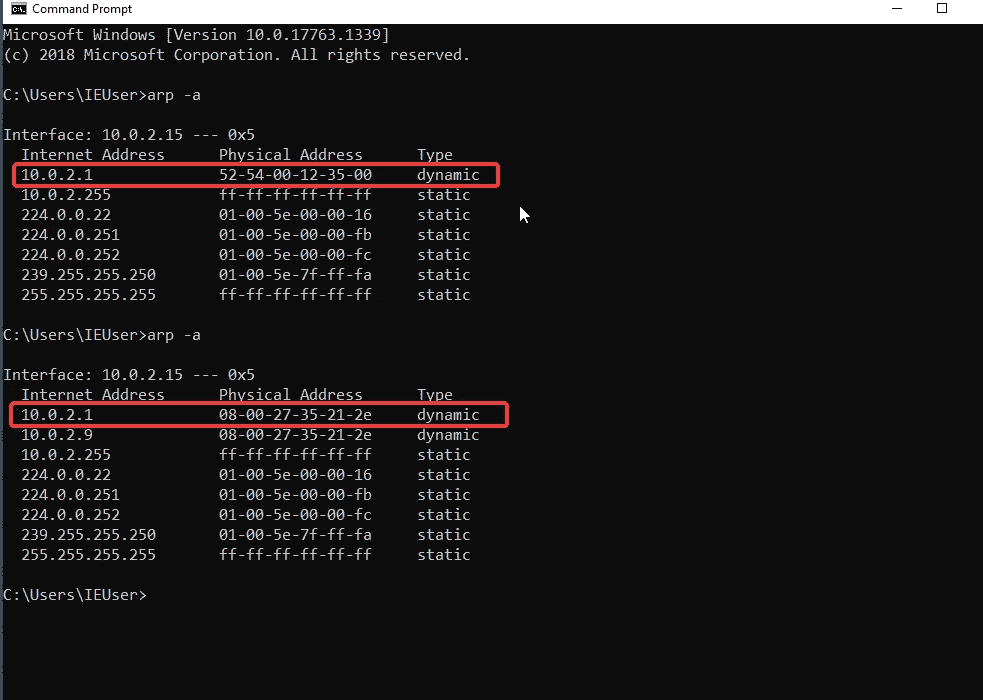 Command Prompt
Microsoft Windows [Version 10.0.17763.1339]
(c) 2018 Microsoft Corporation. All rights reserved.
C:\Users\IEUser>arp -a
Interface: 10.0.2.15 --- 0x5
Internet Address Physical Address Type
10.0.2.1 52-54-00-12-35-00 dynamic
10.0.2.255 ff-ff-ff-ff-ff-ff static
224.0.0.22 01-00-5e-00-00-16 static
224.0.0.251 01-00-5e-00-00-fb static
224.0.0.252 01-00-5e-00-00-fc static
239.255.255.250 01-00-5e-7f-ff-fa static
255.255.255.255 ff-ff-ff-ff-ff-ff static
C:\Users\IEUser>arp -a
Interface: 10.0.2.15 --- 0x5
Internet Address Physical Address Type
10.0.2.1 08-00-27-35-21-2e dynamic
10.0.2.9 08-00-27-35-21-2e dynamic
10.0.2.255 ff-ff-ff-ff-ff-ff static
224.0.0.22 01-00-5e-00-00-16 static
224.0.0.251 01-00-5e-00-00-fb static
224.0.0.252 01-00-5e-00-00-fc static
239.255.255.250 01-00-5e-7f-ff-fa static
255.255.255.255 ff-ff-ff-ff-ff-ff static
C:\Users\IEUser>